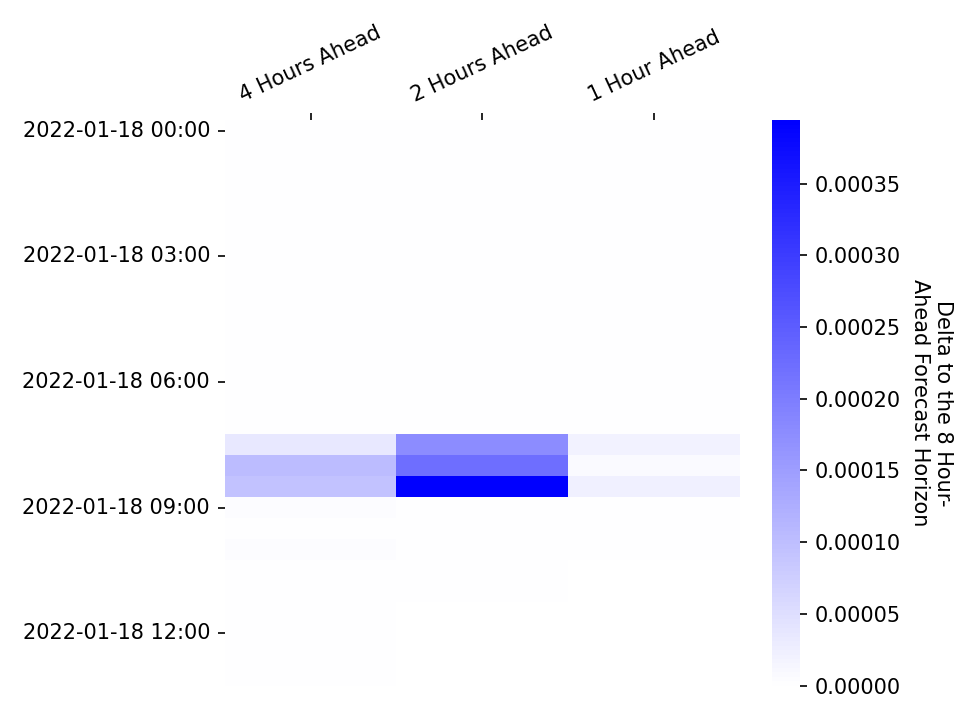 4 Hours Ahead
2 Hours Ahead
1 Hour Ahead
2022-01-18 00:00
2022-01-18 03:00
2022-01-18 06:00
2022-01-18 09:00
2022-01-18 12:00
0.00035
0.00030
0.00025
0.00020
0.00015
0.00010
0.00005
0.00000
Delta to the 8 Hour-
Ahead Forecast Horizon